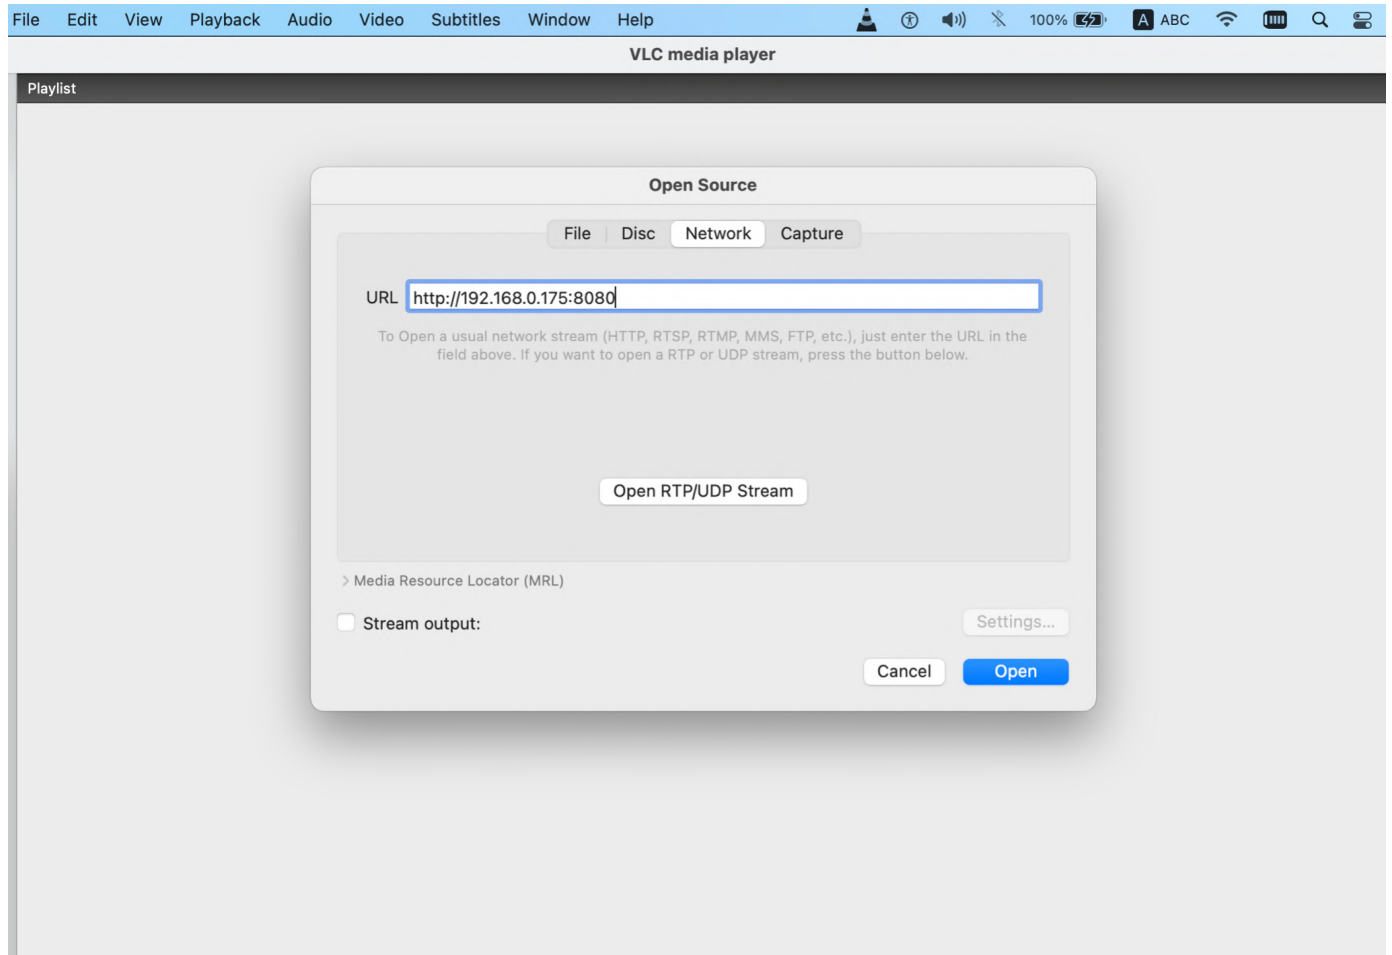 File Edit View Playback Audio Video Subtitles Window Help 100% A ABC
VLC media player
Playlist
Open Source
File Disc Network Capture
URL http://192.168.0.175:8080
To Open a usual network stream (HTTP, RTSP, RTMP, MMS, FTP, etc.), just enter the URL in the
field above. If you want to open a RTP or UDP stream, press the button below.
Open RTP/UDP Stream
Media Resource Locator (MRL)
Stream output:
Settings...
Cancel Open